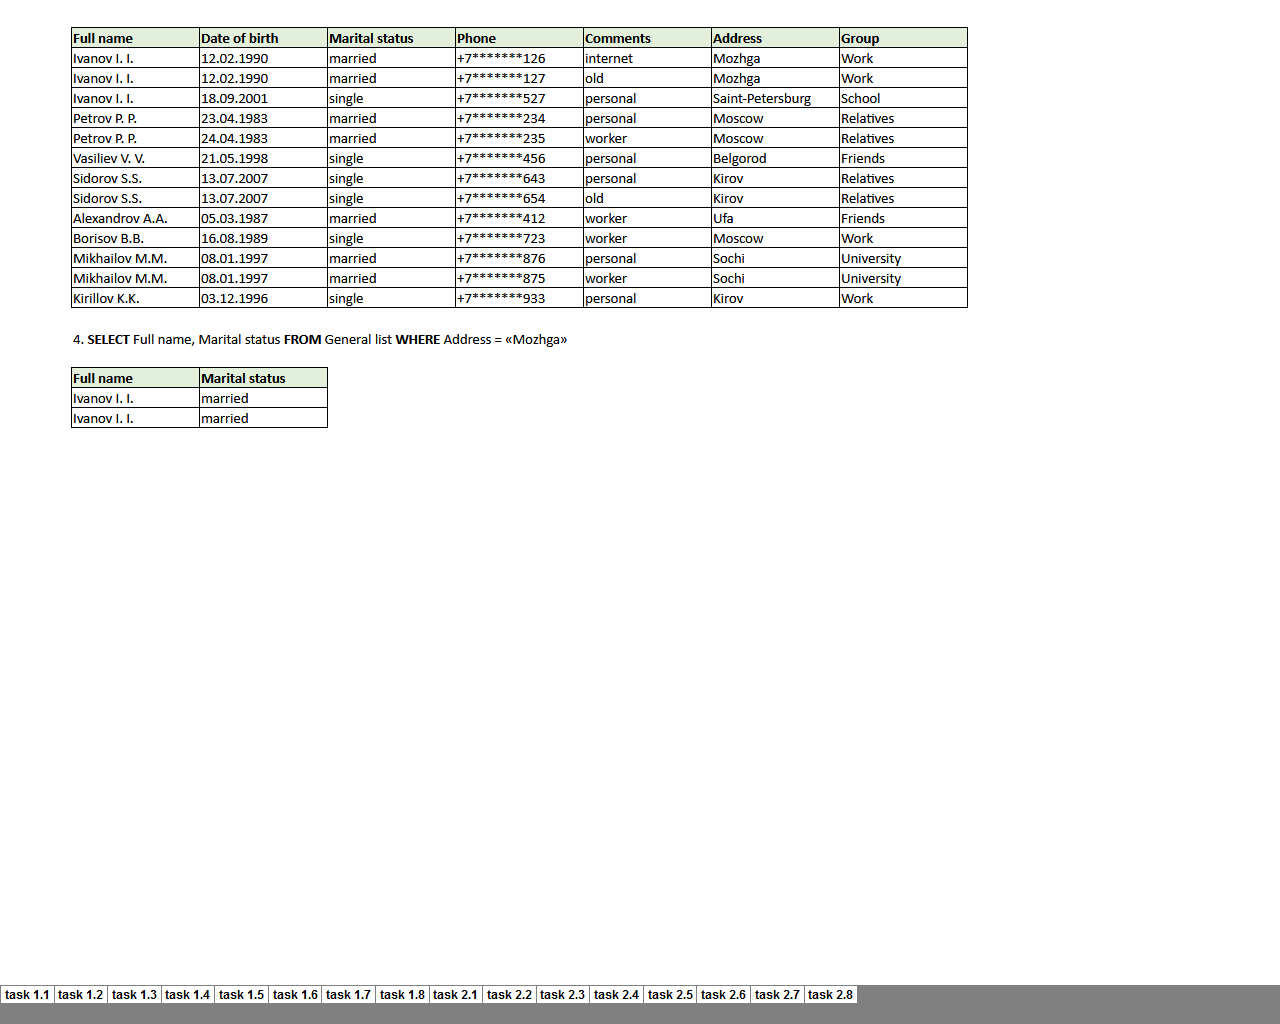 Full name Date of birth Marital status Phone Comments Address Group
Ivanov I. I. 12.02.1990 married +7*******126 internet Mozhga Work
Ivanov I. I. 12.02.1990 married +7*******127 old Mozhga Work
Ivanov I. I. 18.09.2001 single +7*******527 personal Saint-Petersburg School
Petrov P. P. 23.04.1983 married +7*******234 personal Moscow Relatives
Petrov P. P. 24.04.1983 married +7*******235 worker Moscow Relatives
Vasiliev V. V. 21.05.1998 single +7*******456 personal Belgorod Friends
Sidorov S.S. 13.07.2007 single +7*******643 personal Kirov Relatives
Sidorov S.S. 13.07.2007 single +7*******654 old Kirov Relatives
Alexandrov A.A. 05.03.1987 married +7*******412 worker Ufa Friends
Borisov B.B. 16.08.1989 single +7*******723 worker Moscow Work
Mikhailov M.M. 08.01.1997 married +7*******876 personal Sochi University
Mikhailov M.M. 08.01.1997 married +7*******875 worker Sochi University
Kirillov K.K. 03.12.1996 single +7*******933 personal Kirov Work
4. SELECT Full name, Marital status FROM General list WHERE Address = «Mozhga»
Full name Marital status
Ivanov I. I. married
Ivanov I. I. married
task 1.1 task 1.2 task 1.3 task 1.4 task 1.5 task 1.6 task 1.7 task 1.8 task 2.1 task 2.2 task 2.3 task 2.4 task 2.5 task 2.6 task 2.7 task 2.8